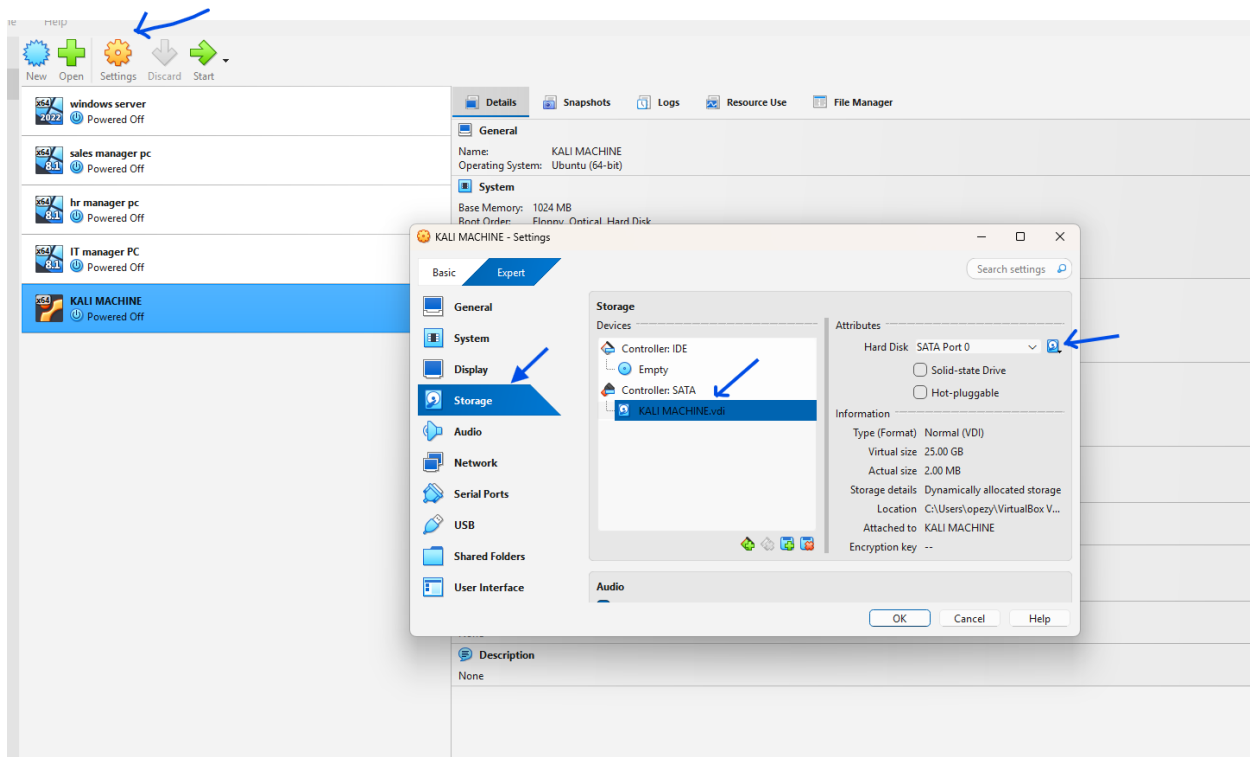 Help
New Open Settings Discard Start
x64 2022 windows server
Powered Off
x64 8.1 sales manager pc
Powered Off
x64 8.1 hr manager pc
Powered Off
x64 8.1 IT manager PC
Powered Off
x64 KALI MACHINE
Powered Off
Details Snapshots Logs Resource Use File Manager
General
Name: KALI MACHINE
Operating System: Ubuntu (64-bit)
System
Base Memory: 1024 MB
Boot Order: Floppy, Optical, Hard Disk
KALI MACHINE - Settings
Basic Expert Search settings
General
System
Display
Storage
Audio
Network
Serial Ports
USB
Shared Folders
User Interface
Storage
Devices
Controller: IDE
Empty
Controller: SATA
KALI MACHINE.vdi
Attributes
Hard Disk SATA Port 0
Solid-state Drive
Hot-pluggable
Information
Type (Format) Normal (VDI)
Virtual size 25.00 GB
Actual size 2.00 MB
Storage details Dynamically allocated storage
Location C:\Users\opezy\VirtualBox V...
Attached to KALI MACHINE
Encryption key --
Audio
OK Cancel Help
Description
None